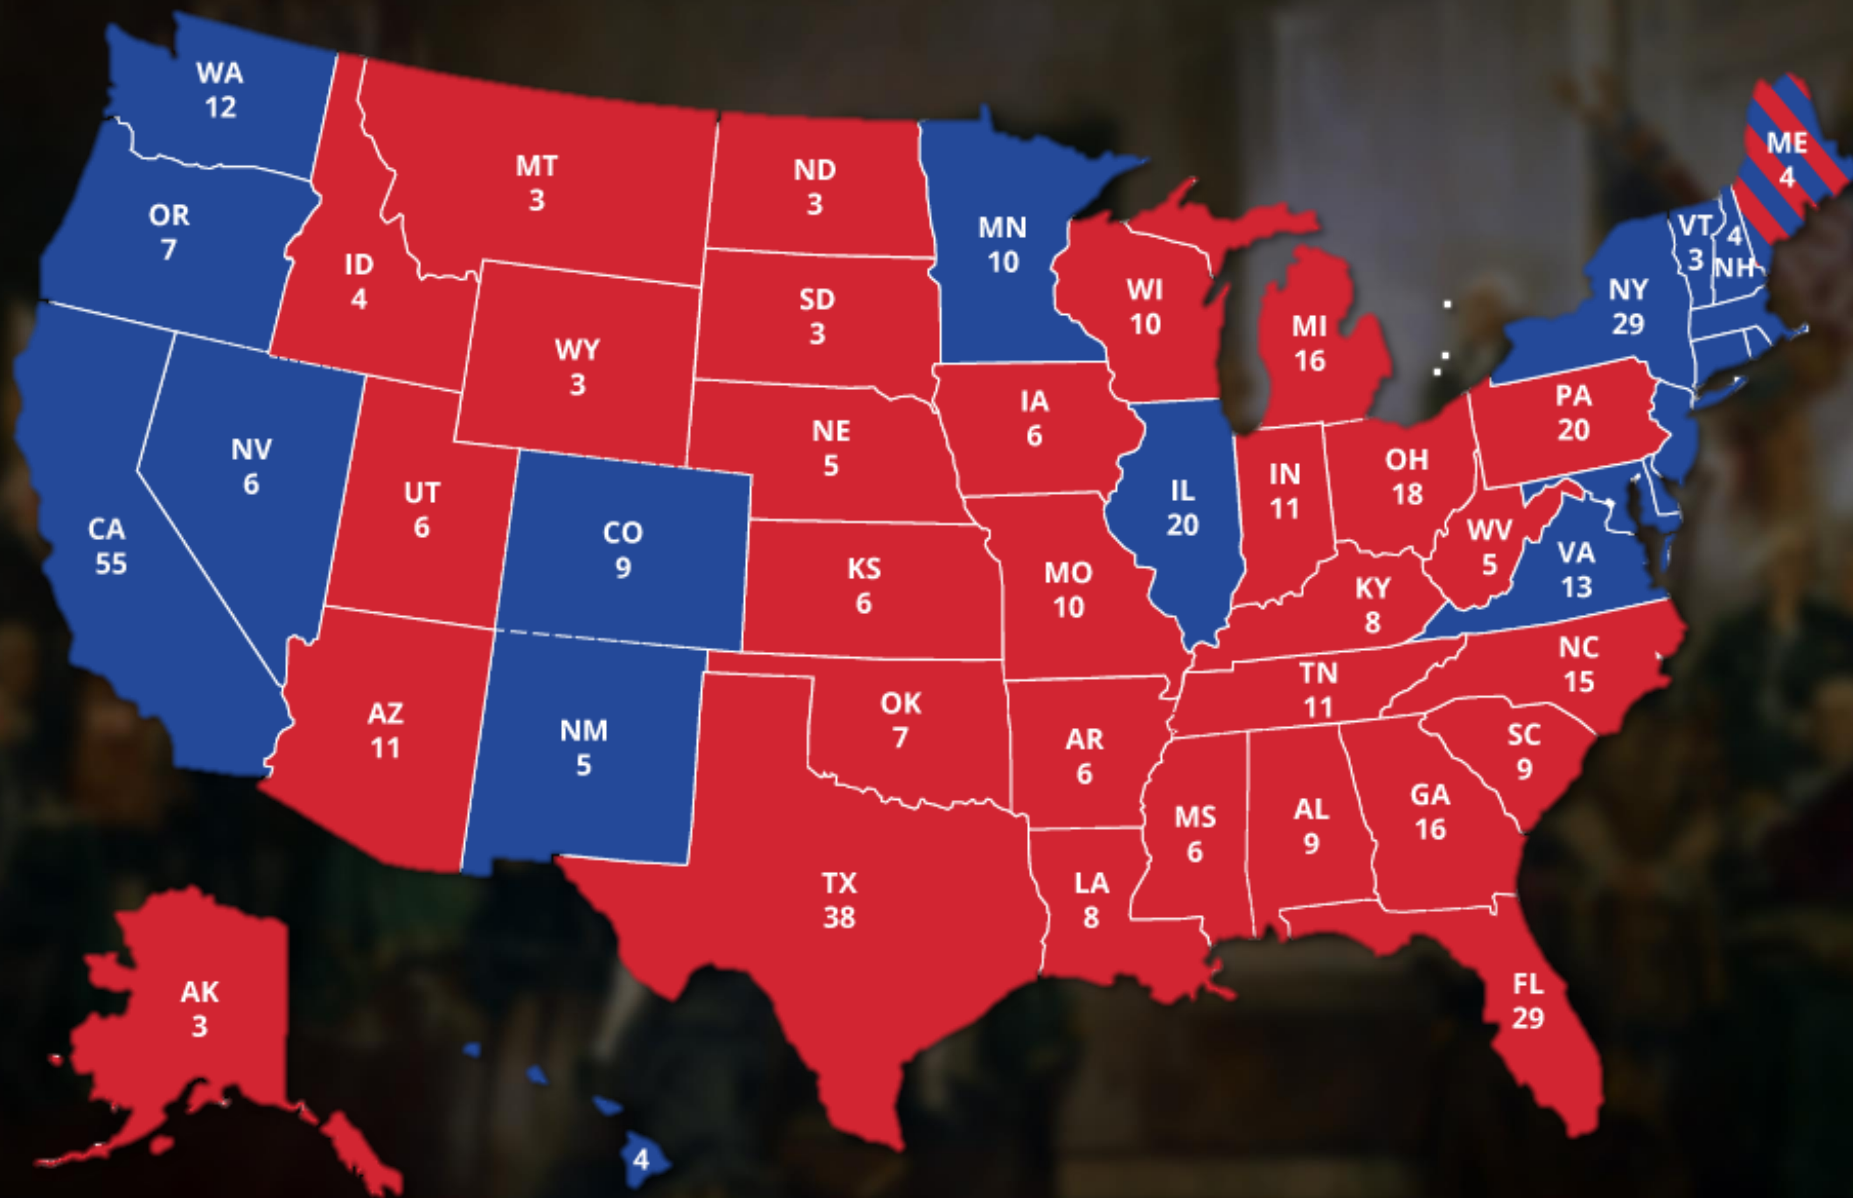 WA
12
OR
7
CA
55
NV
6
ID
4
MT
3
WY
3
UT
6
AZ
11
CO
9
NM
5
ND
3
SD
3
NE
5
KS
6
OK
7
TX
38
MN
10
IA
6
MO
10
AR
6
LA
8
WI
10
IL
20
MI
16
IN
11
OH
18
KY
8
TN
11
MS
6
AL
9
GA
16
FL
29
SC
9
NC
15
VA
13
WV
5
PA
20
NY
29
VT
3
4
NH
ME
4
AK
3
4